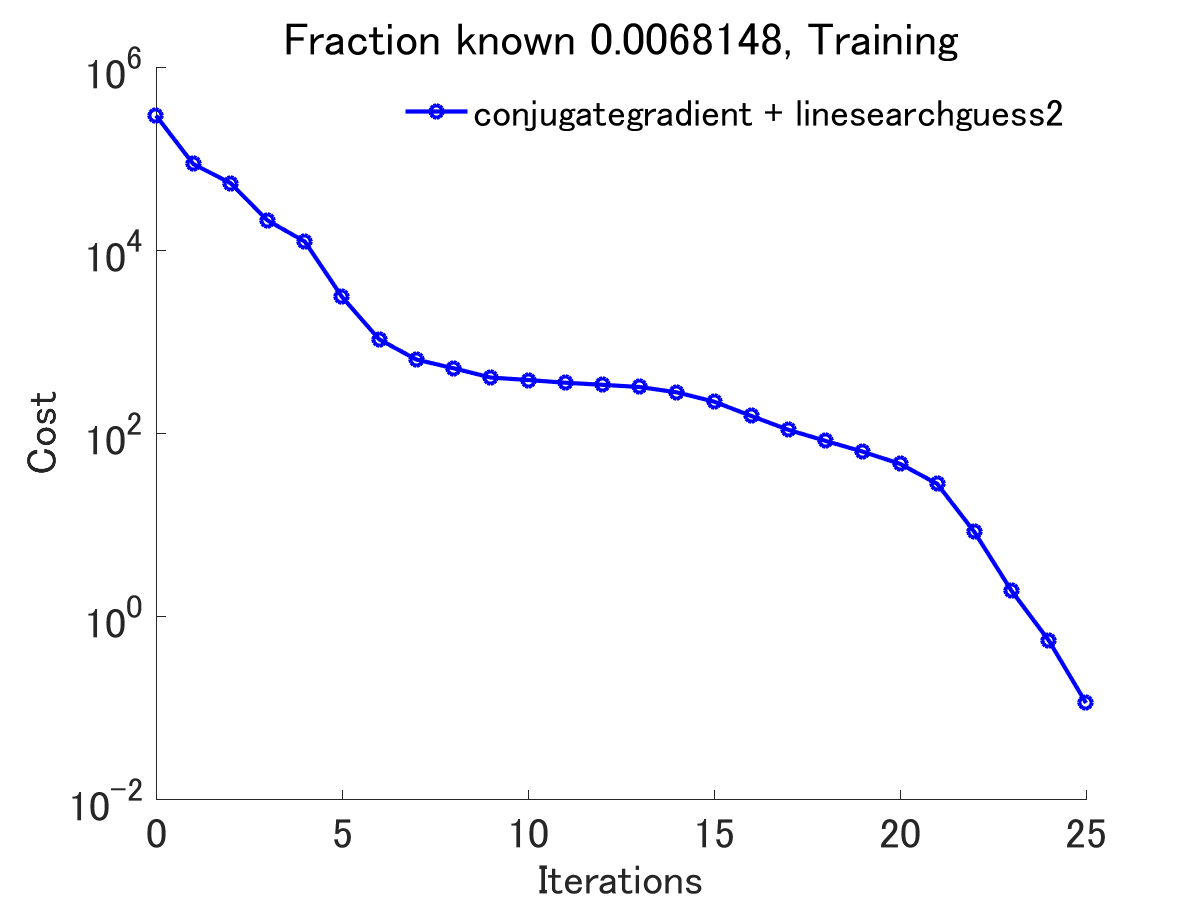 Fraction known 0.0068148, Training
conjugategradient + linesearchguess2
10^6
10^4
10^2
10^0
10^-2
Cost
0 5 10 15 20 25
Iterations